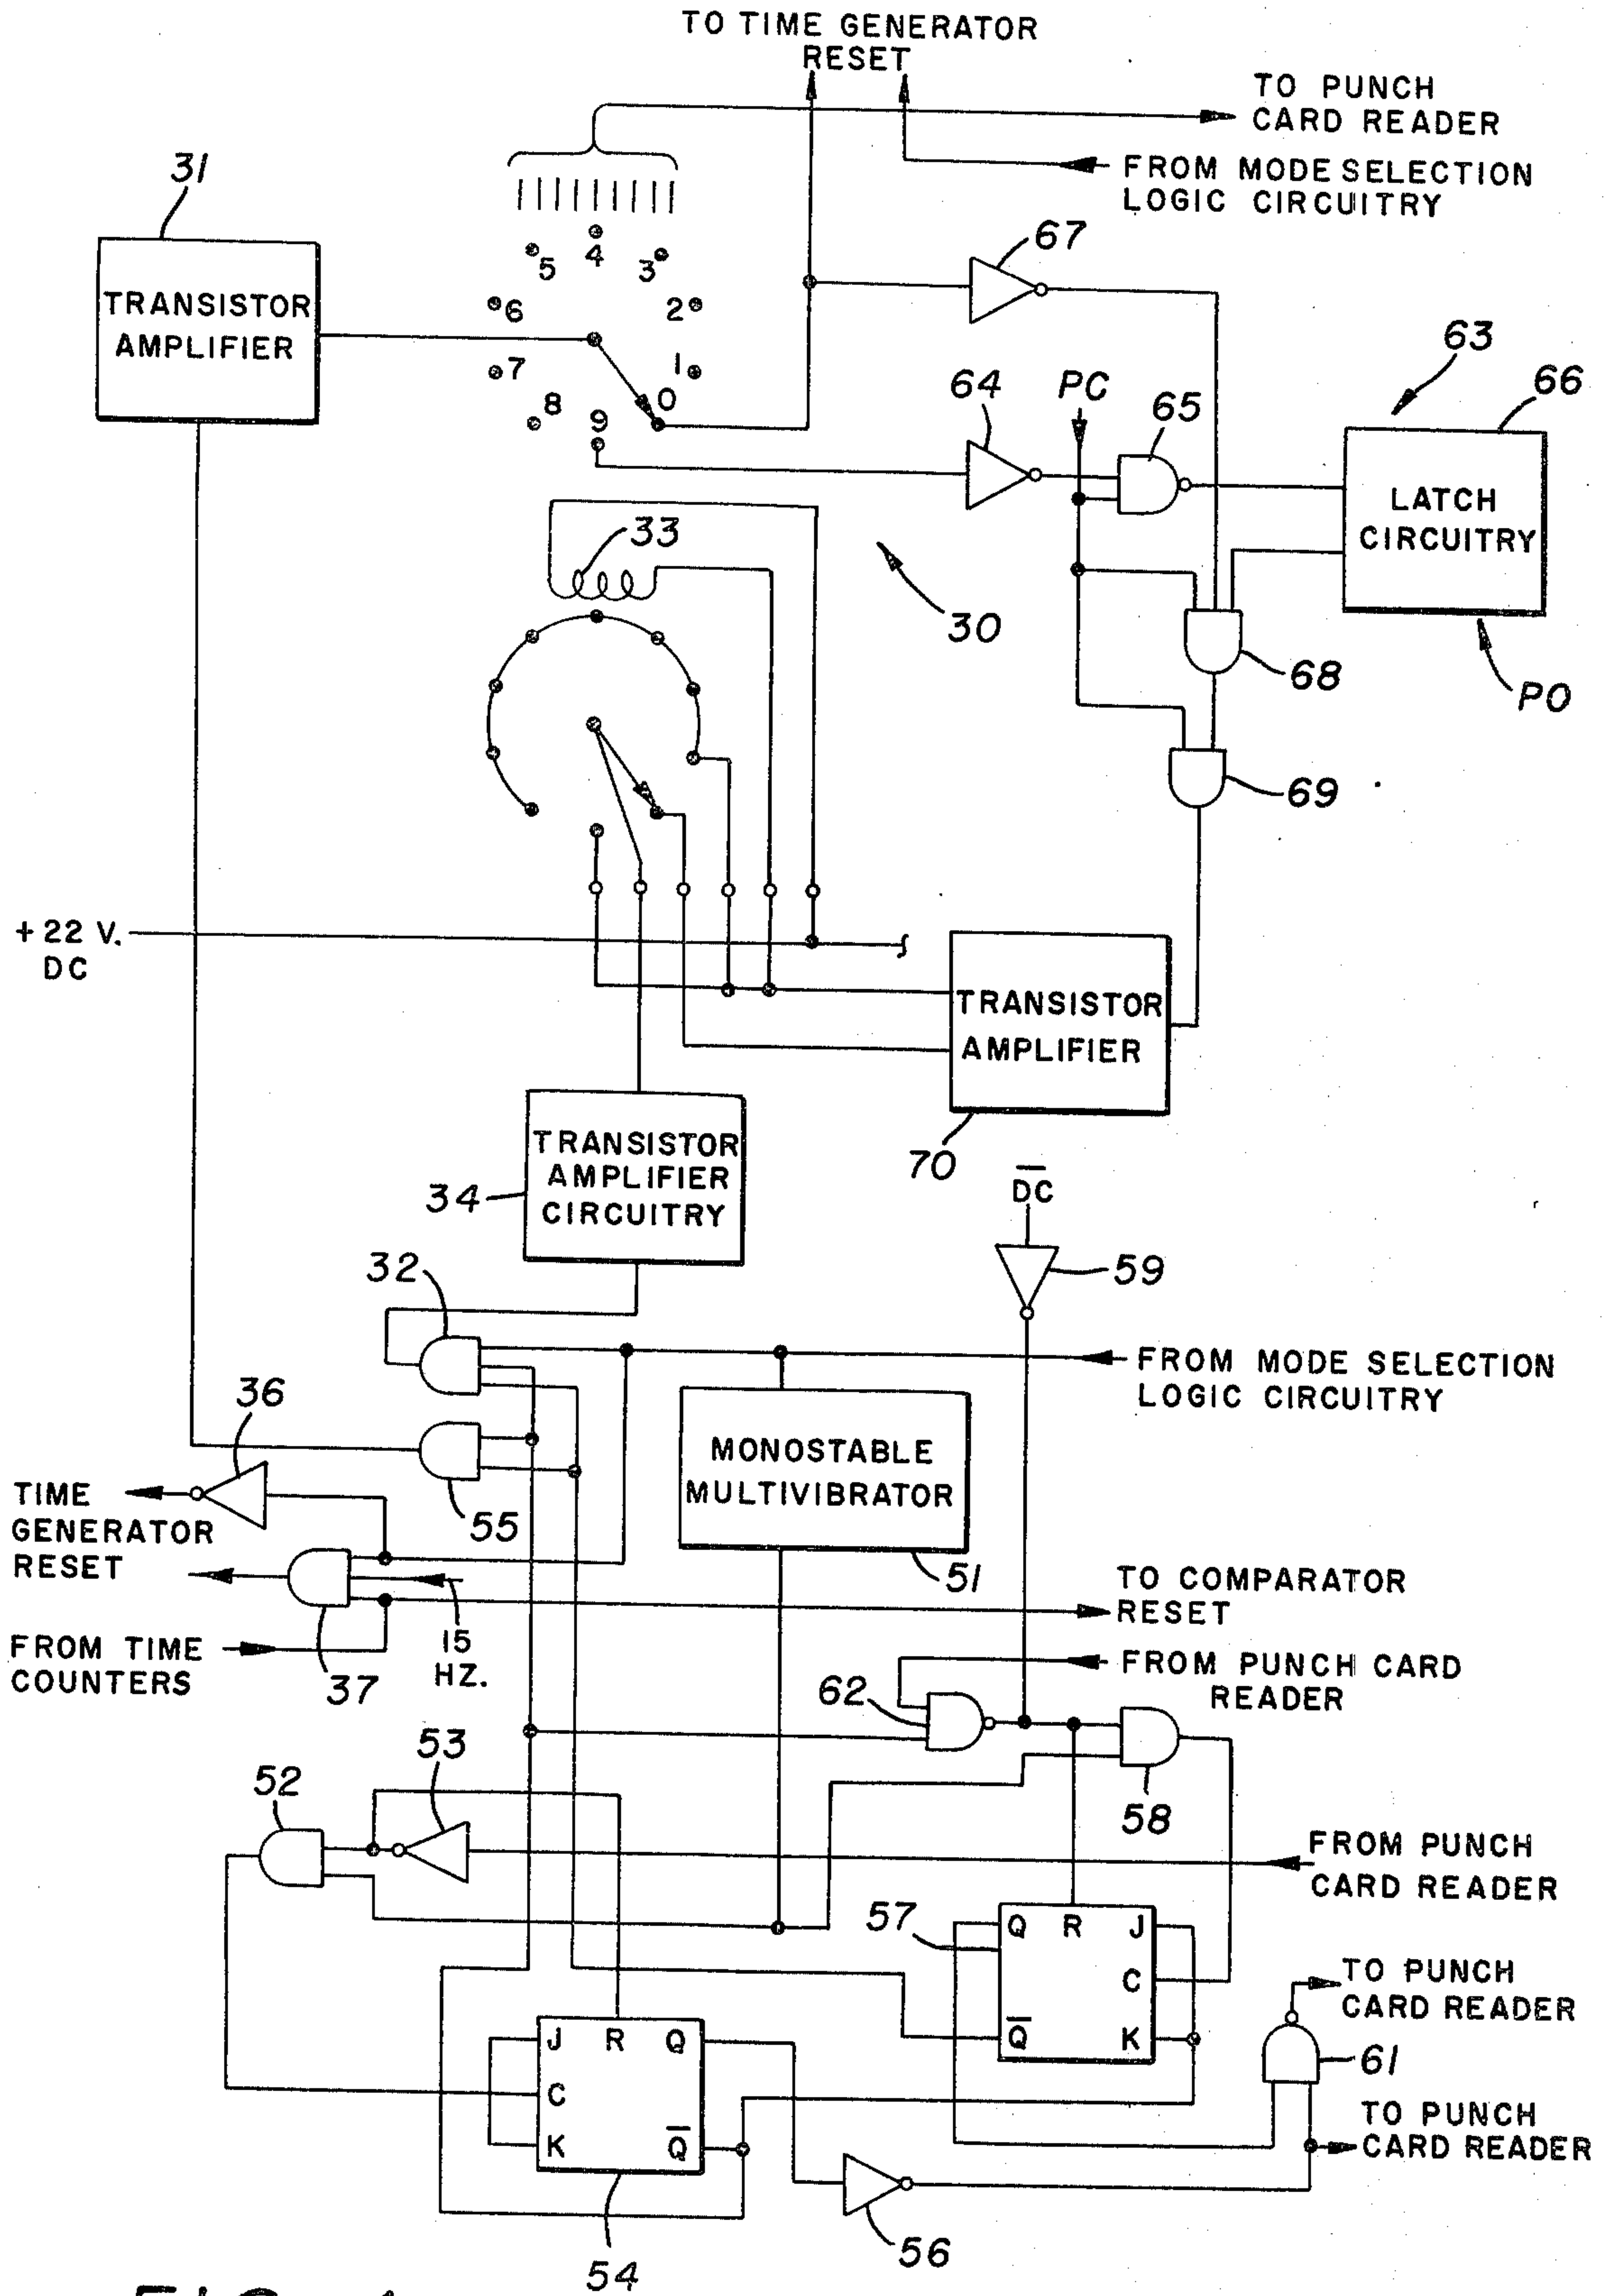 TO TIME GENERATOR
RESET
TO PUNCH
CARD READER
FROM MODE SELECTION
LOGIC CIRCUITRY
31
TRANSISTOR
AMPLIFIER
4
5
3
6
2
7
1
8
0
9
67
64
PC
65
63
66
LATCH
CIRCUITRY
33
30
68
PO
69
+22 V.
DC
TRANSISTOR
AMPLIFIER
70
TRANSISTOR
AMPLIFIER
CIRCUITRY
34
D̅C̅
59
32
FROM MODE SELECTION
LOGIC CIRCUITRY
36
MONOSTABLE
MULTIVIBRATOR
51
TIME
GENERATOR
RESET
55
TO COMPARATOR
RESET
15
HZ.
FROM TIME
COUNTERS
37
FROM PUNCH CARD
READER
62
58
53
52
FROM PUNCH
CARD READER
57
Q R J
C
Q̅ K
TO PUNCH
CARD READER
61
J R Q
C
K Q̅
TO PUNCH
CARD READER
54
56